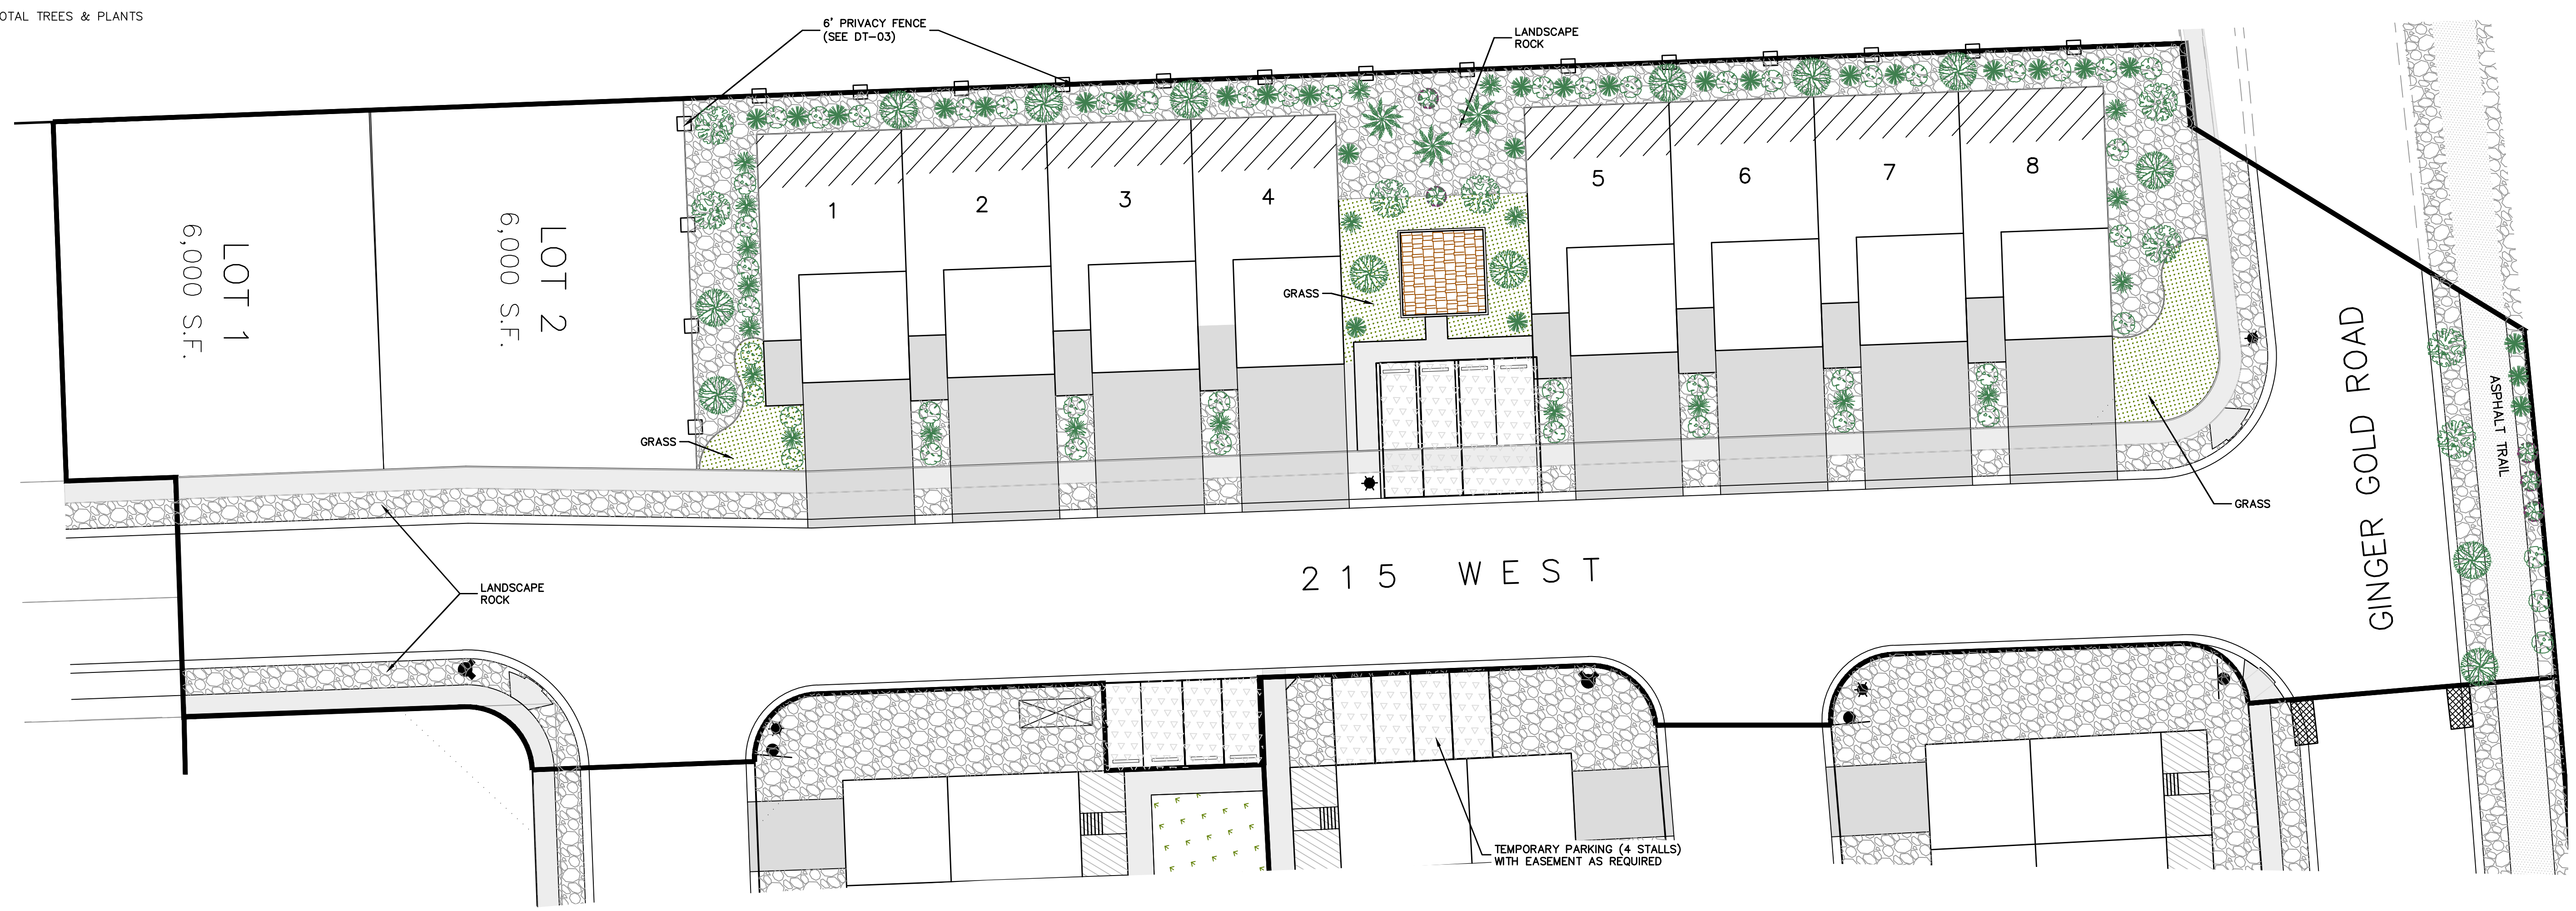 OTAL TREES & PLANTS
6' PRIVACY FENCE
(SEE DT-03)
LANDSCAPE
ROCK
1
2
3
4
5
6
7
8
LOT 1
6,000 S.F.
LOT 2
6,000 S.F.
GRASS
GRASS
GRASS
LANDSCAPE
ROCK
215 WEST
GINGER GOLD ROAD
ASPHALT TRAIL
TEMPORARY PARKING (4 STALLS)
WITH EASEMENT AS REQUIRED